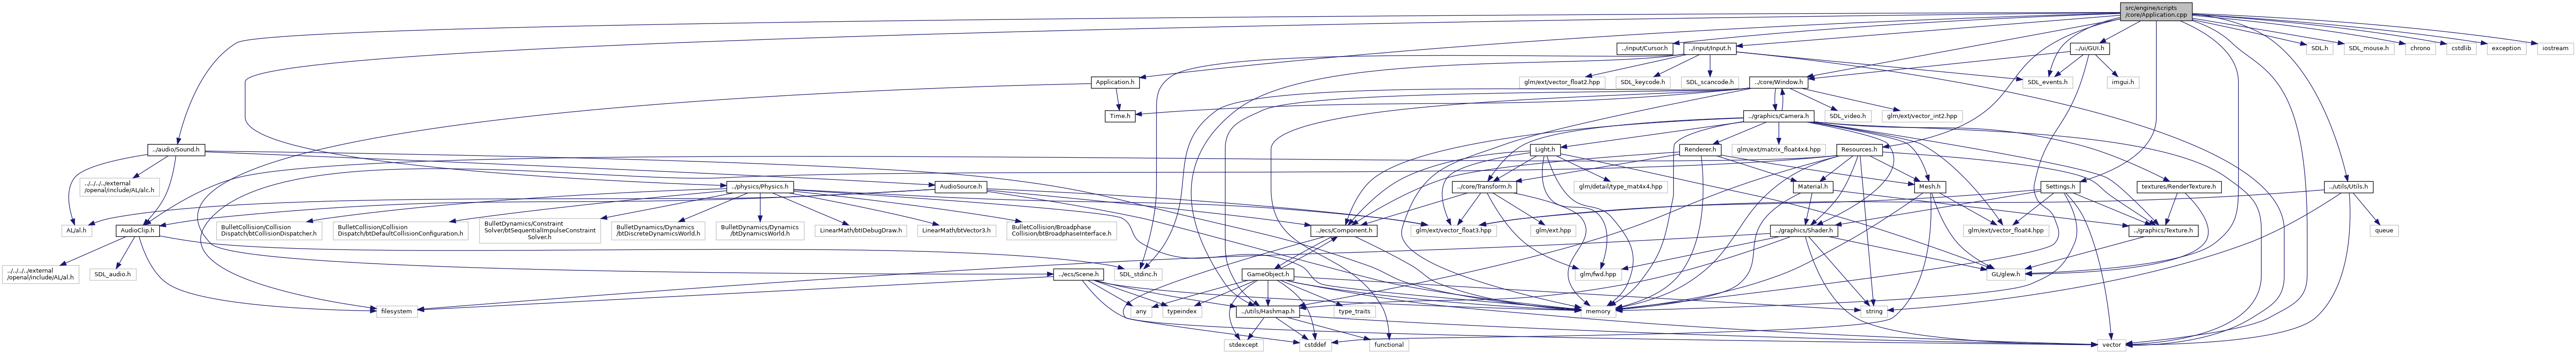 src/engine/scripts
/core/Application.cpp
../input/Cursor.h
../input/Input.h
../ui/GUI.h
SDL.h
SDL_mouse.h
chrono
cstdlib
exception
iostream
Application.h
glm/ext/vector_float2.hpp
SDL_keycode.h
SDL_scancode.h
../core/Window.h
SDL_events.h
imgui.h
Time.h
../graphics/Camera.h
SDL_video.h
glm/ext/vector_int2.hpp
../audio/Sound.h
Light.h
Renderer.h
glm/ext/matrix_float4x4.hpp
Resources.h
../../../../external
/openal/include/AL/alc.h
../physics/Physics.h
AudioSource.h
../core/Transform.h
glm/detail/type_mat4x4.hpp
Material.h
Mesh.h
Settings.h
textures/RenderTexture.h
../utils/Utils.h
AL/al.h
AudioClip.h
BulletCollision/Collision
Dispatch/btCollisionDispatcher.h
BulletCollision/Collision
Dispatch/btDefaultCollisionConfiguration.h
BulletDynamics/Constraint
Solver/btSequentialImpulseConstraint
Solver.h
BulletDynamics/Dynamics
/btDiscreteDynamicsWorld.h
BulletDynamics/Dynamics
/btDynamicsWorld.h
LinearMath/btIDebugDraw.h
LinearMath/btVector3.h
BulletCollision/Broadphase
Collision/btBroadphaseInterface.h
../ecs/Component.h
glm/ext/vector_float3.hpp
glm/ext.hpp
../graphics/Shader.h
glm/ext/vector_float4.hpp
../graphics/Texture.h
queue
../../../../external
/openal/include/AL/al.h
SDL_audio.h
SDL_stdinc.h
../ecs/Scene.h
GameObject.h
glm/fwd.hpp
GL/glew.h
filesystem
any
typeindex
../utils/Hashmap.h
type_traits
memory
string
stdexcept
cstddef
functional
vector